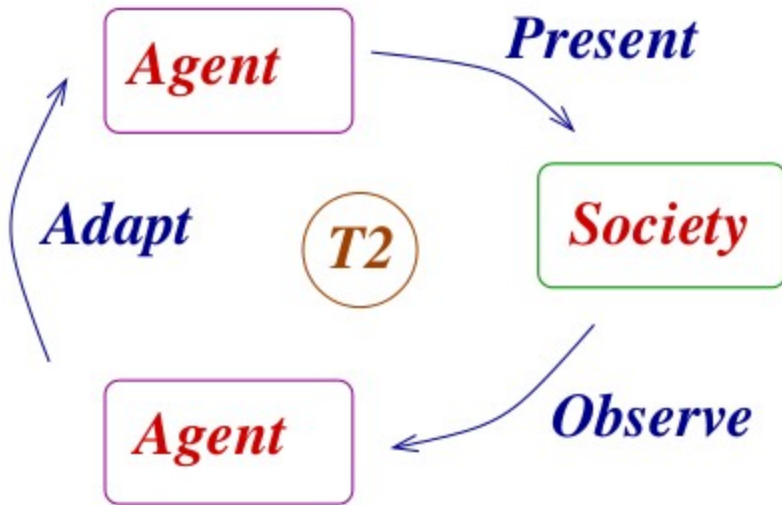 Agent
Present
Adapt
T2
Society
Agent
Observe